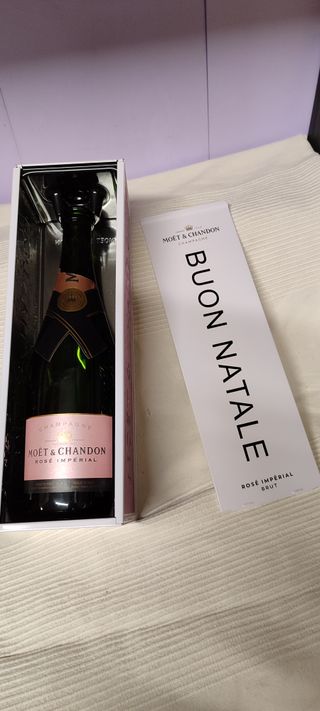 M
CHAMPAGNE
MOËT & CHANDON
ROSÉ IMPÉRIAL
MOËT & CHANDON
CHAMPAGNE
BUON NATALE
ROSÉ IMPÉRIAL
BRUT